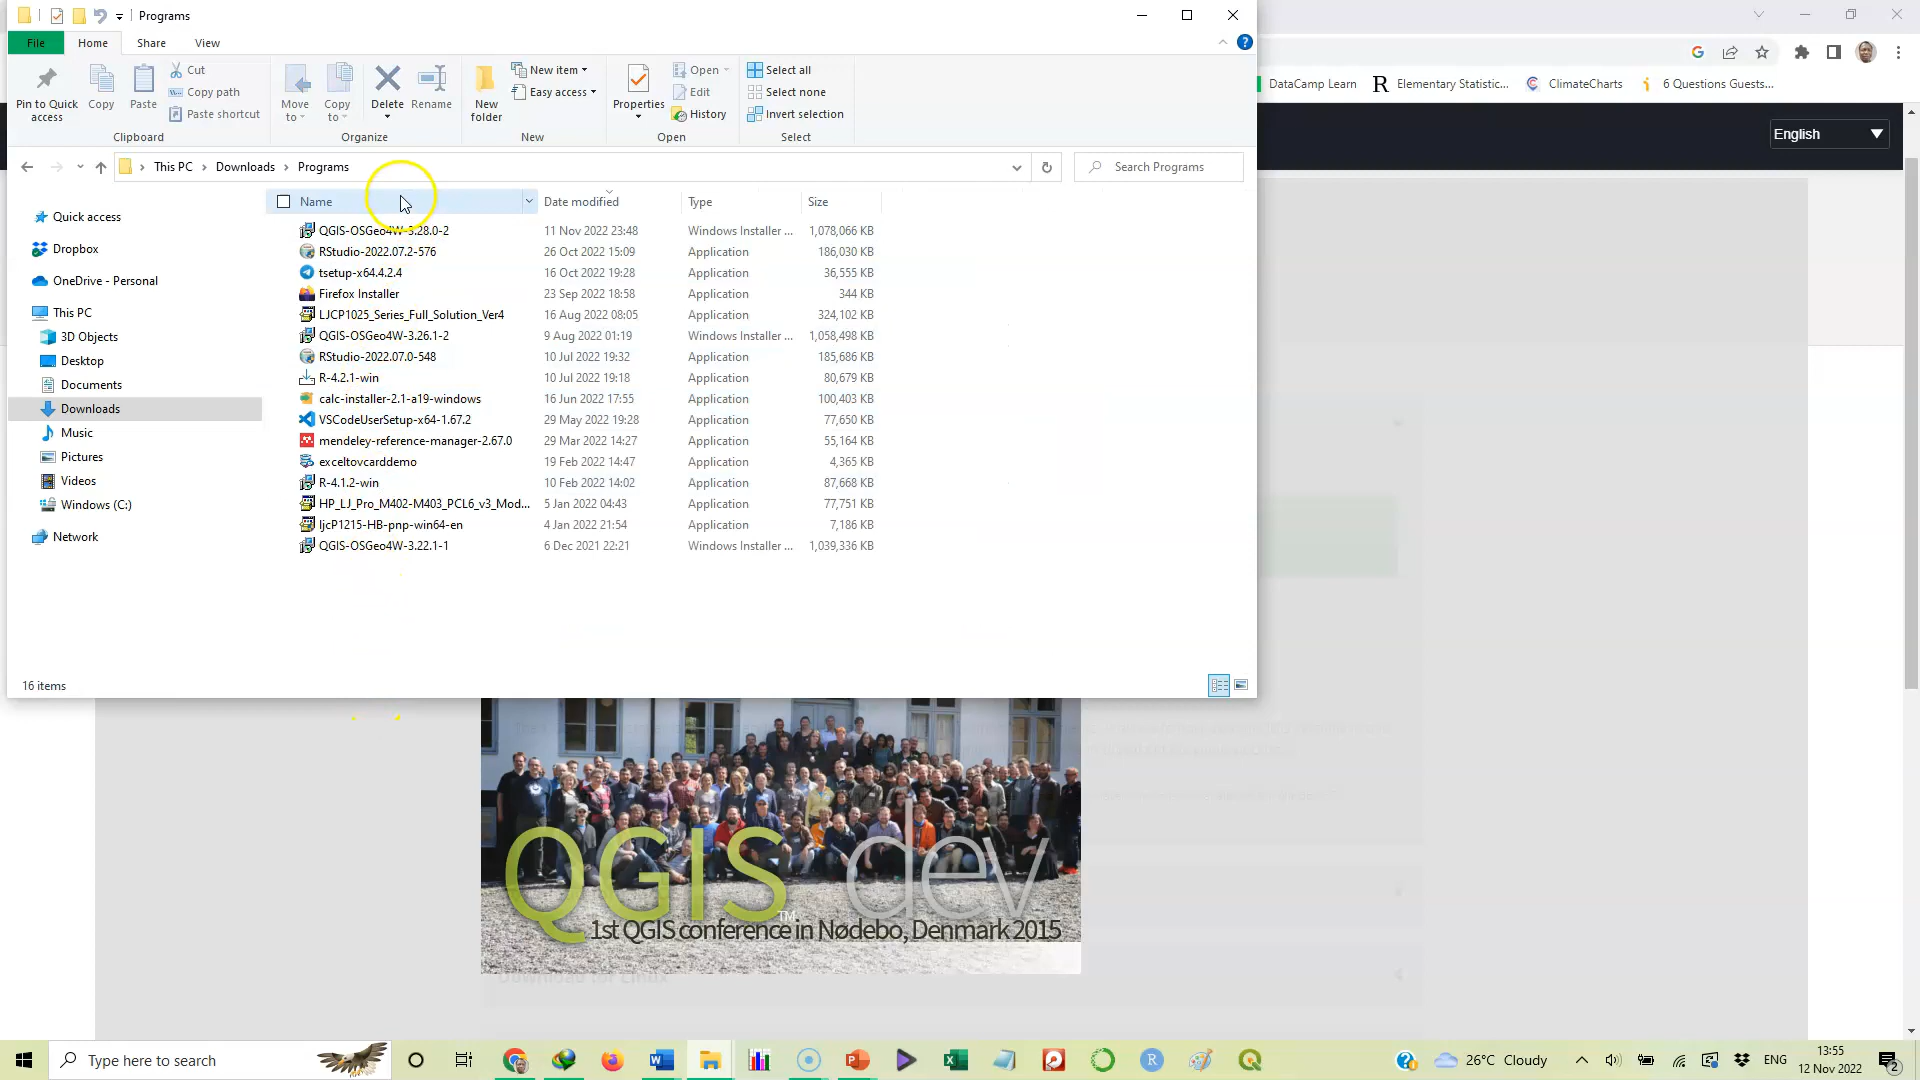 Programs
File Home Share View
Pin to Quick access
Copy
Paste
Cut
Copy path
Paste shortcut
Clipboard
Move to
Copy to
Delete
Rename
Organize
New folder
New item
Easy access
New
Properties
Open
Edit
History
Open
Select all
Select none
Invert selection
Select
This PC > Downloads > Programs
Search Programs
Quick access
Dropbox
OneDrive - Personal
This PC
3D Objects
Desktop
Documents
Downloads
Music
Pictures
Videos
Windows (C:)
Network
Name Date modified Type Size
QGIS-OSGeo4W-3.28.0-2 11 Nov 2022 23:48 Windows Installer ... 1,078,066 KB
RStudio-2022.07.2-576 26 Oct 2022 15:09 Application 186,030 KB
tsetup-x64.4.2.4 16 Oct 2022 19:28 Application 36,555 KB
Firefox Installer 23 Sep 2022 18:58 Application 344 KB
LJCP1025_Series_Full_Solution_Ver4 16 Aug 2022 08:05 Application 324,102 KB
QGIS-OSGeo4W-3.26.1-2 9 Aug 2022 01:19 Windows Installer ... 1,058,498 KB
RStudio-2022.07.0-548 10 Jul 2022 19:32 Application 185,686 KB
R-4.2.1-win 10 Jul 2022 19:18 Application 80,679 KB
calc-installer-2.1-a19-windows 16 Jun 2022 17:55 Application 100,403 KB
VSCodeUserSetup-x64-1.67.2 29 May 2022 19:28 Application 77,650 KB
mendeley-reference-manager-2.67.0 29 Mar 2022 14:27 Application 55,164 KB
exceltovcarddemo 19 Feb 2022 14:47 Application 4,365 KB
R-4.1.2-win 10 Feb 2022 14:02 Application 87,668 KB
HP_LJ_Pro_M402-M403_PCL6_v3_Mod... 5 Jan 2022 04:43 Application 77,751 KB
ljcP1215-HB-pnp-win64-en 4 Jan 2022 21:54 Application 7,186 KB
QGIS-OSGeo4W-3.22.1-1 6 Dec 2021 22:21 Windows Installer ... 1,039,336 KB
16 items
DataCamp Learn
R Elementary Statistic...
ClimateCharts
6 Questions Guests...
English
QGIS dev
TM
1st QGIS conference in Nødebo, Denmark 2015
Download for Linux
Type here to search
26°C Cloudy
ENG
13:55
12 Nov 2022
2